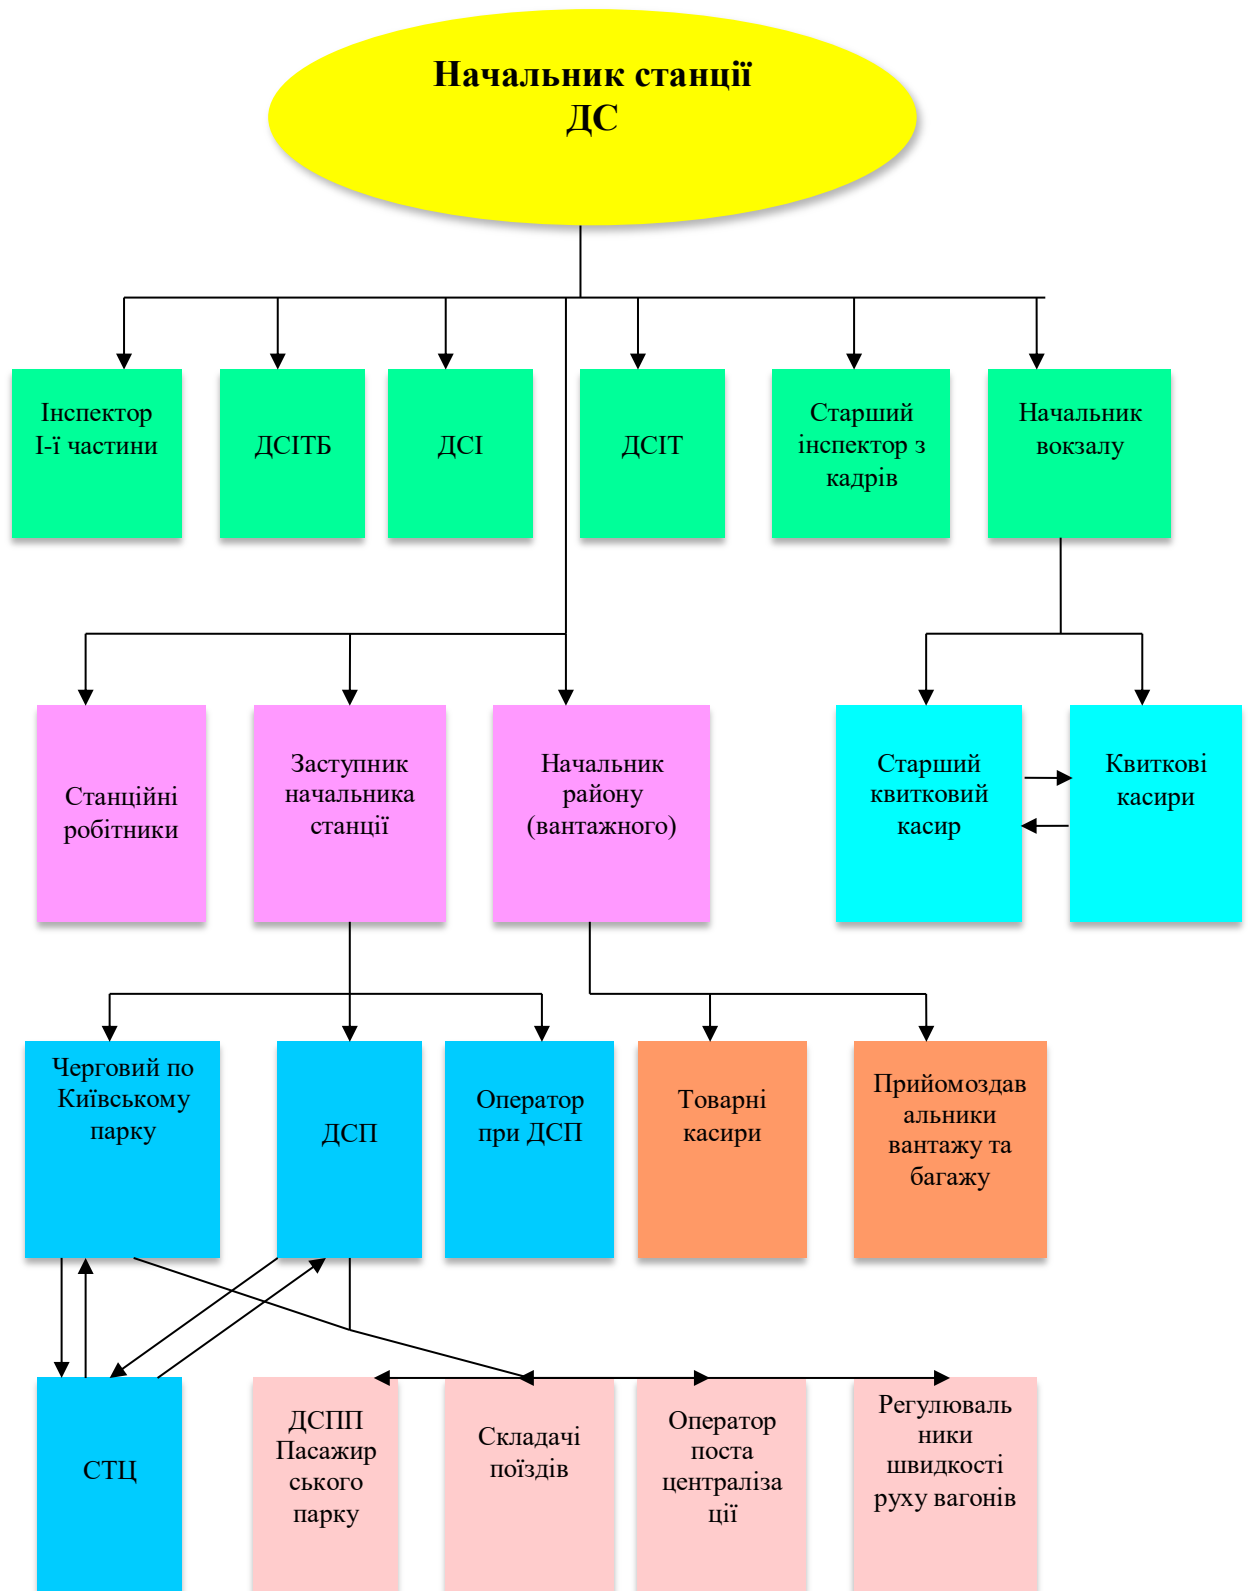 Начальник станції
ДС
Інспектор
І-ї частини
ДСІТБ
ДСІ
ДСІТ
Старший
інспектор з
кадрів
Начальник
вокзалу
Станційні
робітники
Заступник
начальника
станції
Начальник
району
(вантажного)
Старший
квитковий
касир
Квиткові
касири
Черговий по
Київському
парку
ДСП
Оператор
при ДСП
Товарні
касири
Прийомоздав
альники
вантажу та
багажу
СТЦ
ДСПП
Пасажир
ського
парку
Складачі
поїздів
Оператор
поста
централіза
ції
Регулюваль
ники
швидкості
руху вагонів